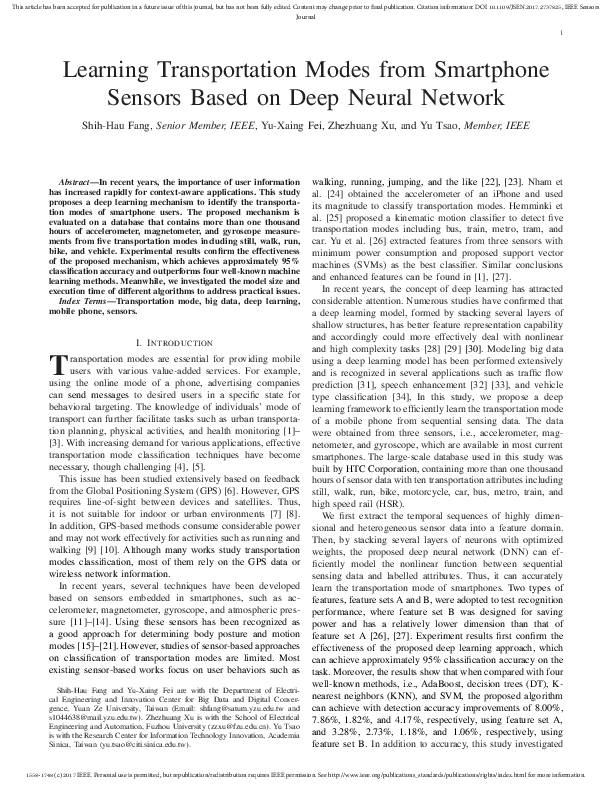 This article has been accepted for publication in a future issue of this journal, but has not been fully edited. Content may change prior to final publication. Citation information: DOI 10.1109/JSEN.2017.2737825, IEEE Sensors
Journal
1
Learning Transportation Modes from Smartphone
Sensors Based on Deep Neural Network
Shih-Hau Fang, Senior Member, IEEE, Yu-Xaing Fei, Zhezhuang Xu, and Yu Tsao, Member, IEEE
Abstract—In recent years, the importance of user information
has increased rapidly for context-aware applications. This study
proposes a deep learning mechanism to identify the transporta-
tion modes of smartphone users. The proposed mechanism is
evaluated on a database that contains more than one thousand
hours of accelerometer, magnetometer, and gyroscope measure-
ments from five transportation modes including still, walk, run,
bike, and vehicle. Experimental results confirm the effectiveness
of the proposed mechanism, which achieves approximately 95%
classification accuracy and outperforms four well-known machine
learning methods. Meanwhile, we investigated the model size and
execution time of different algorithms to address practical issues.
Index Terms—Transportation mode, big data, deep learning,
mobile phone, sensors.
I. INTRODUCTION
Transportation modes are essential for providing mobile
users with various value-added services. For example,
using the online mode of a phone, advertising companies
can send messages to desired users in a specific state for
behavioral targeting. The knowledge of individuals' mode of
transport can further facilitate tasks such as urban transporta-
tion planning, physical activities, and health monitoring [1]–
[3]. With increasing demand for various applications, effective
transportation mode classification techniques have become
necessary, though challenging [4], [5].
This issue has been studied extensively based on feedback
from the Global Positioning System (GPS) [6]. However, GPS
requires line-of-sight between devices and satellites. Thus,
it is not suitable for indoor or urban environments [7] [8].
In addition, GPS-based methods consume considerable power
and may not work effectively for activities such as running and
walking [9] [10]. Although many works study transportation
modes classification, most of them rely on the GPS data or
wireless network information.
In recent years, several techniques have been developed
based on sensors embedded in smartphones, such as ac-
celerometer, magnetometer, gyroscope, and atmospheric pres-
sure [11]–[14]. Using these sensors has been recognized as
a good approach for determining body posture and motion
modes [15]–[21]. However, studies of sensor-based approaches
on classification of transportation modes are limited. Most
existing sensor-based works focus on user behaviors such as
Shih-Hau Fang and Yu-Xaing Fei are with the Department of Electri-
cal Engineering and Innovation Center for Big Data and Digital Conver-
gence, Yuan Ze University, Taiwan (Email: shfang@saturn.yzu.edu.tw and
s1044638@mail.yzu.edu.tw). Zhezhuang Xu is with the School of Electrical
Engineering and Automation, Fuzhou University (zzxu@fzu.edu.cn). Yu Tsao
is with the Research Center for Information Technology Innovation, Academia
Sinica, Taiwan (yu.tsao@citi.sinica.edu.tw).
walking, running, jumping, and the like [22], [23]. Nham et
al. [24] obtained the accelerometer of an iPhone and used
its magnitude to classify transportation modes. Hemminki et
al. [25] proposed a kinematic motion classifier to detect five
transportation modes including bus, train, metro, tram, and
car. Yu et al. [26] extracted features from three sensors with
minimum power consumption and proposed support vector
machines (SVMs) as the best classifier. Similar conclusions
and enhanced features can be found in [1], [27].
In recent years, the concept of deep learning has attracted
considerable attention. Numerous studies have confirmed that
a deep learning model, formed by stacking several layers of
shallow structures, has better feature representation capability
and accordingly could more effectively deal with nonlinear
and high complexity tasks [28] [29] [30]. Modeling big data
using a deep learning model has been performed extensively
and is recognized in several applications such as traffic flow
prediction [31], speech enhancement [32] [33], and vehicle
type classification [34], In this study, we propose a deep
learning framework to efficiently learn the transportation mode
of a mobile phone from sequential sensing data. The data
were obtained from three sensors, i.e., accelerometer, mag-
netometer, and gyroscope, which are available in most current
smartphones. The large-scale database used in this study was
built by HTC Corporation, containing more than one thousand
hours of sensor data with ten transportation attributes including
still, walk, run, bike, motorcycle, car, bus, metro, train, and
high speed rail (HSR).
We first extract the temporal sequences of highly dimen-
sional and heterogeneous sensor data into a feature domain.
Then, by stacking several layers of neurons with optimized
weights, the proposed deep neural network (DNN) can ef-
ficiently model the nonlinear function between sequential
sensing data and labelled attributes. Thus, it can accurately
learn the transportation mode of smartphones. Two types of
features, feature sets A and B, were adopted to test recognition
performance, where feature set B was designed for saving
power and has a relatively lower dimension than that of
feature set A [26], [27]. Experiment results first confirm the
effectiveness of the proposed deep learning approach, which
can achieve approximately 95% classification accuracy on the
task. Moreover, the results show that when compared with four
well-known methods, i.e., AdaBoost, decision trees (DT), K-
nearest neighbors (KNN), and SVM, the proposed algorithm
can achieve with detection accuracy improvements of 8.00%,
7.86%, 1.82%, and 4.17%, respectively, using feature set A,
and 3.28%, 2.73%, 1.18%, and 1.06%, respectively, using
feature set B. In addition to accuracy, this study investigated
1558-1748 (c) 2017 IEEE. Personal use is permitted, but republication/redistribution requires IEEE permission. See http://www.ieee.org/publications_standards/publications/rights/index.html for more information.